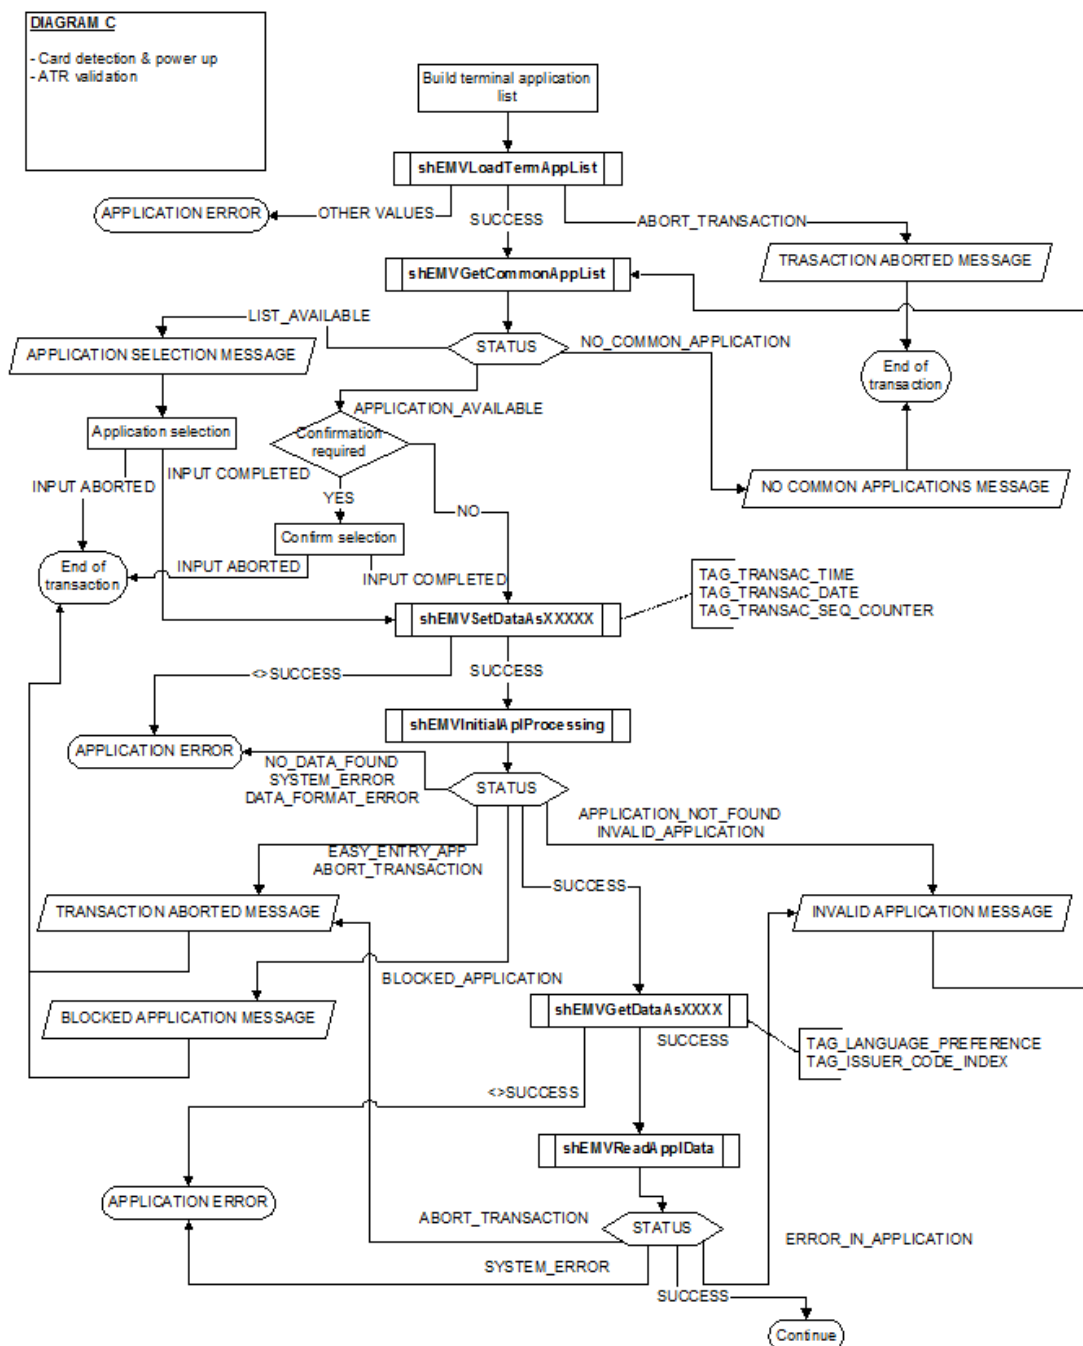 DIAGRAM C
- Card detection & power up
- ATR validation
Build terminal application
list
shEMVLoadTermAppList
APPLICATION ERROR
OTHER VALUES
SUCCESS
ABORT_TRANSACTION
TRASACTION ABORTED MESSAGE
shEMVGetCommonAppList
LIST_AVAILABLE
STATUS
NO_COMMON_APPLICATION
APPLICATION SELECTION MESSAGE
End of
transaction
APPLICATION_AVAILABLE
Application selection
Confirmation
required
INPUT ABORTED
INPUT COMPLETED
YES
NO
NO COMMON APPLICATIONS MESSAGE
Confirm selection
End of
transaction
INPUT ABORTED
INPUT COMPLETED
TAG_TRANSAC_TIME
TAG_TRANSAC_DATE
TAG_TRANSAC_SEQ_COUNTER
shEMVSetDataAsXXXXX
<>SUCCESS
SUCCESS
shEMVInitialAplProcessing
APPLICATION ERROR
NO_DATA_FOUND
SYSTEM_ERROR
DATA_FORMAT_ERROR
STATUS
APPLICATION_NOT_FOUND
INVALID_APPLICATION
EASY_ENTRY_APP
ABORT_TRANSACTION
SUCCESS
TRANSACTION ABORTED MESSAGE
INVALID APPLICATION MESSAGE
BLOCKED_APPLICATION
BLOCKED APPLICATION MESSAGE
shEMVGetDataAsXXXX
SUCCESS
TAG_LANGUAGE_PREFERENCE
TAG_ISSUER_CODE_INDEX
<>SUCCESS
shEMVReadApplData
APPLICATION ERROR
ABORT_TRANSACTION
STATUS
ERROR_IN_APPLICATION
SYSTEM_ERROR
SUCCESS
Continue